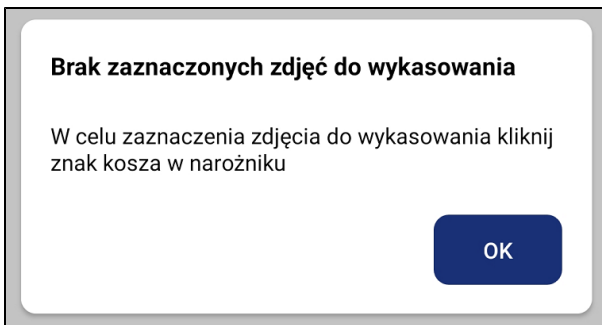 Brak zaznaczonych zdjęć do wykasowania
W celu zaznaczenia zdjęcia do wykasowania kliknij
znak kosza w narożniku
OK